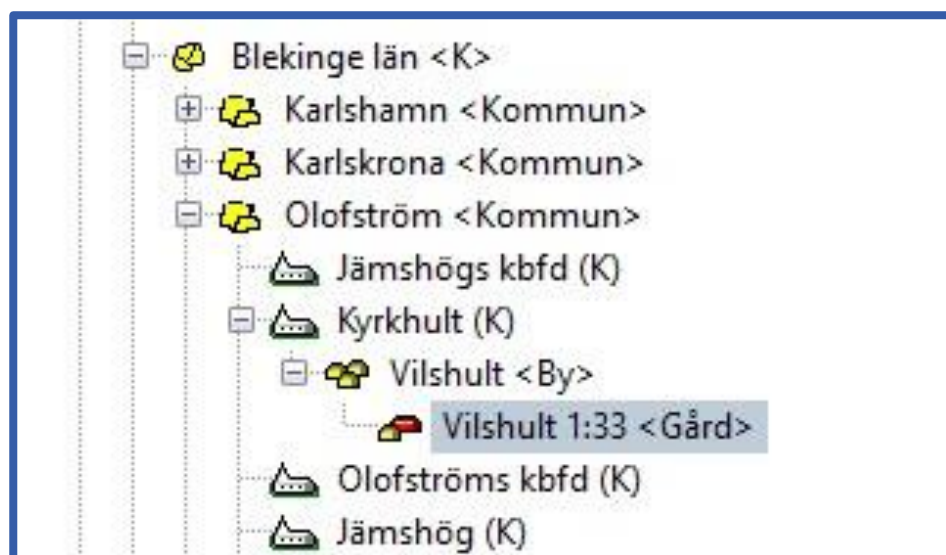 Blekinge län <K>
Karlshamn <Kommun>
Karlskrona <Kommun>
Olofström <Kommun>
Jämshögs kbfd (K)
Kyrkhult (K)
Vilshult <By>
Vilshult 1:33 <Gård>
Olofströms kbfd (K)
Jämshög (K)